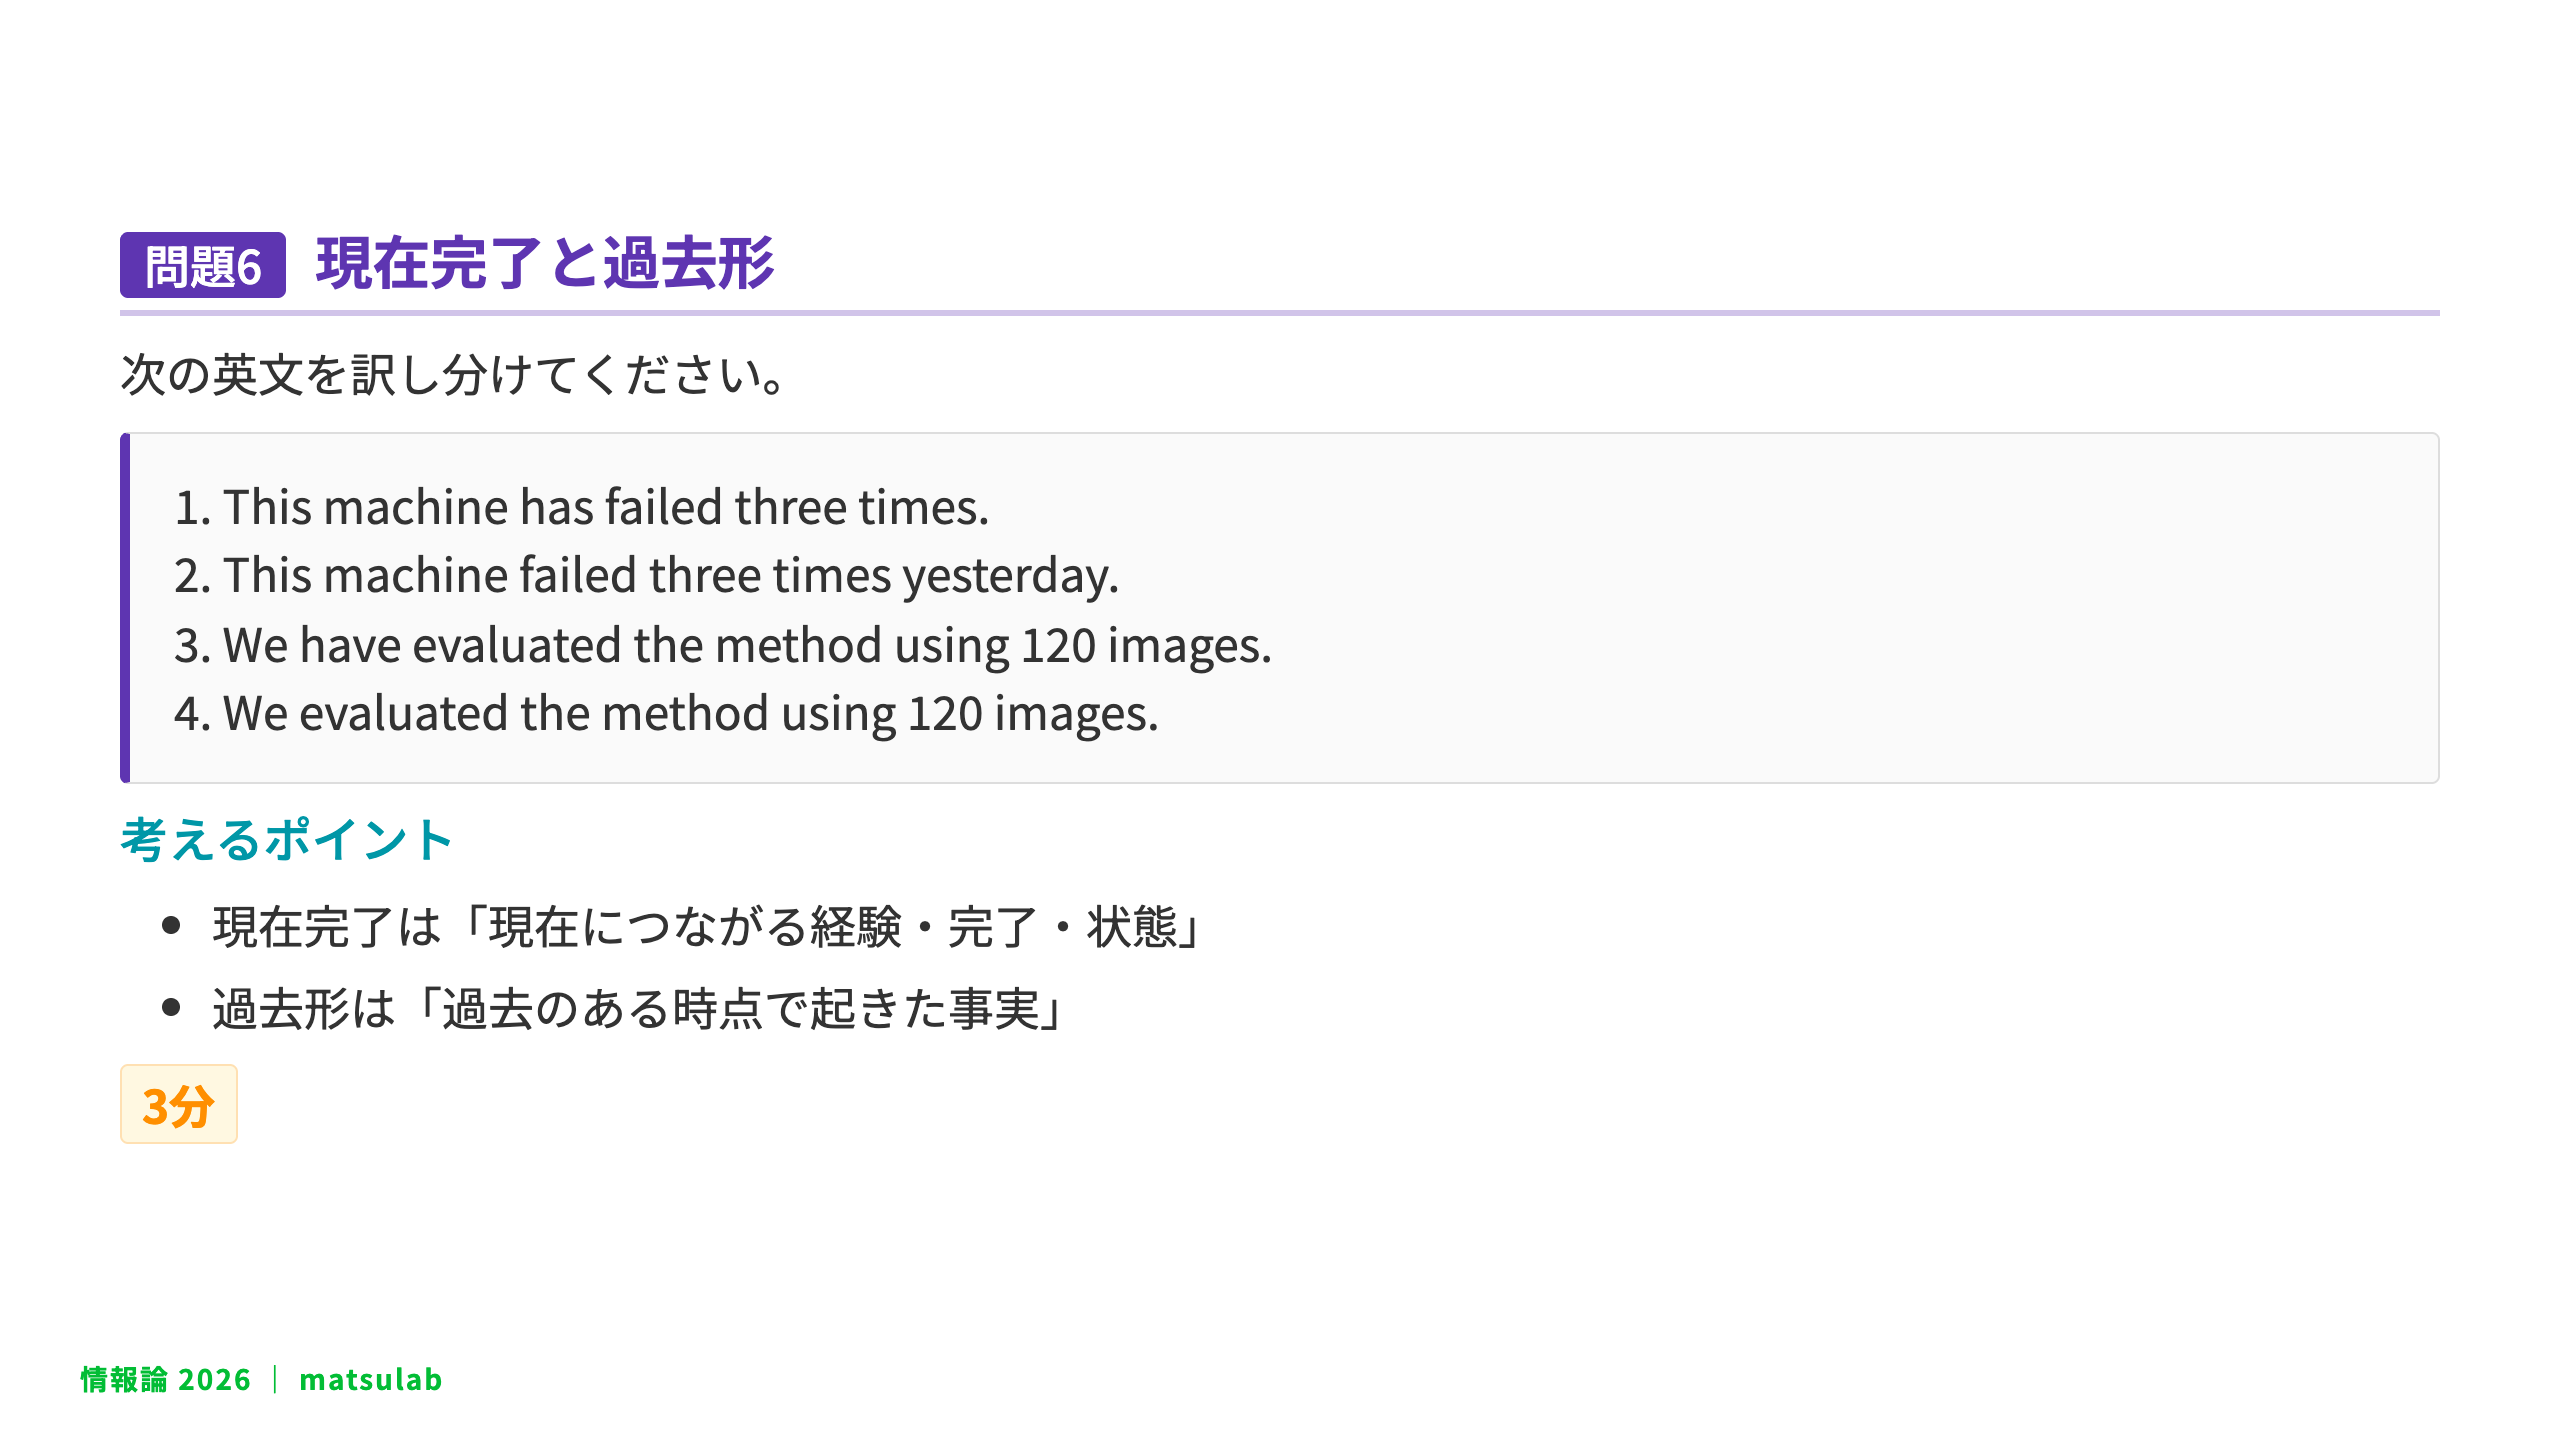 問題6 現在完了と過去形
次の英文を訳し分けてください。
1. This machine has failed three times.
2. This machine failed three times yesterday.
3. We have evaluated the method using 120 images.
4. We evaluated the method using 120 images.
考えるポイント
• 現在完了は「現在につながる経験・完了・状態」
• 過去形は「過去のある時点で起きた事実」
3分
情報論 2026 ｜ matsulab